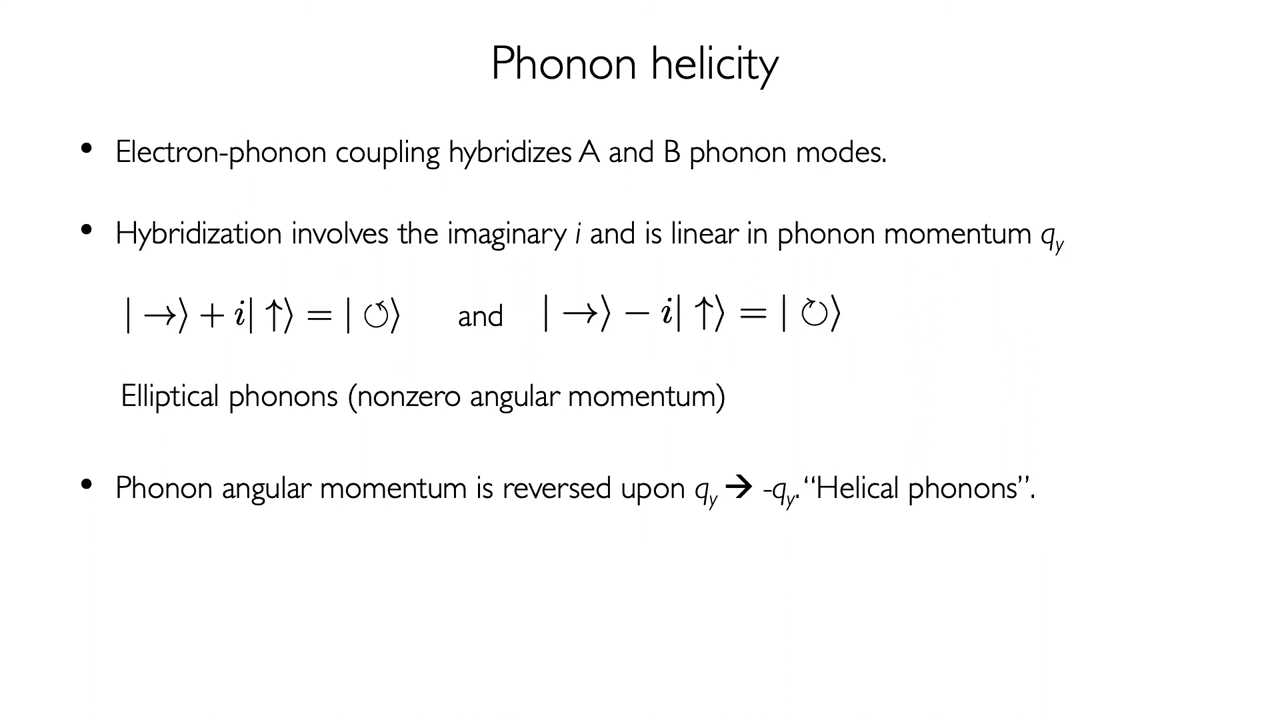 Phonon helicity
• Electron-phonon coupling hybridizes A and B phonon modes.
• Hybridization involves the imaginary i and is linear in phonon momentum q_y
| →⟩ + i| ↑⟩ = | ↺⟩ and | →⟩ − i| ↑⟩ = | ↻⟩
Elliptical phonons (nonzero angular momentum)
• Phonon angular momentum is reversed upon q_y ➔ -q_y. “Helical phonons”.